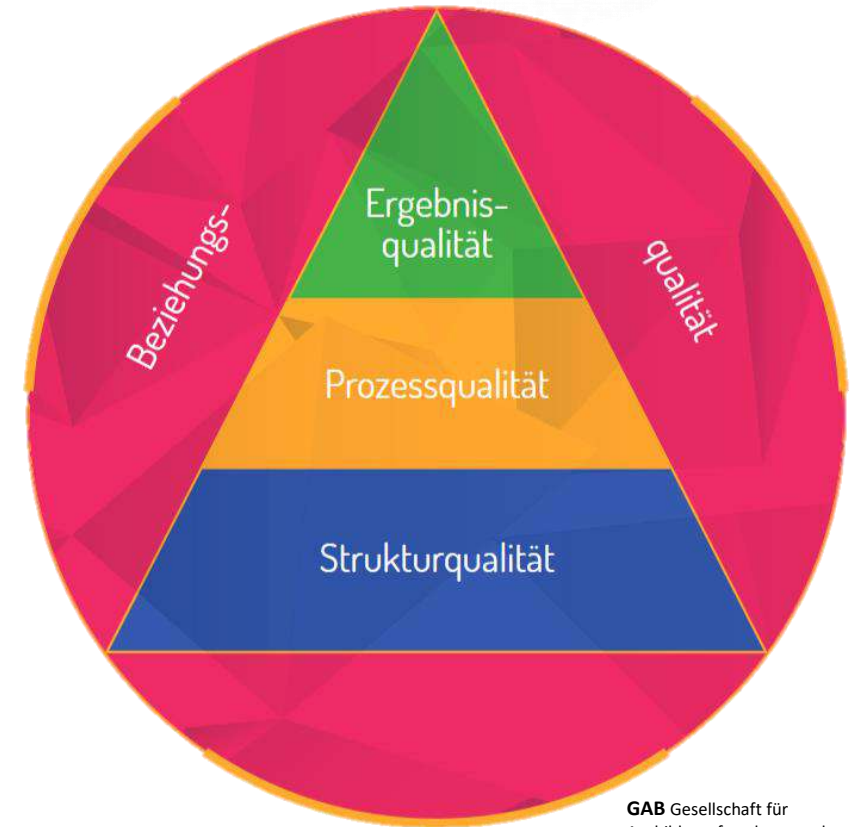 Ergebnis-
qualität
Beziehungs-
qualität
Prozessqualität
Strukturqualität
GAB Gesellschaft für